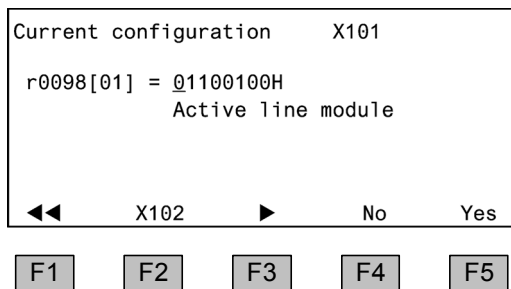 Current configuration X101
r0098[01] = 01100100H
Active line module
◀◀ X102 ▶ No Yes
F1 F2 F3 F4 F5